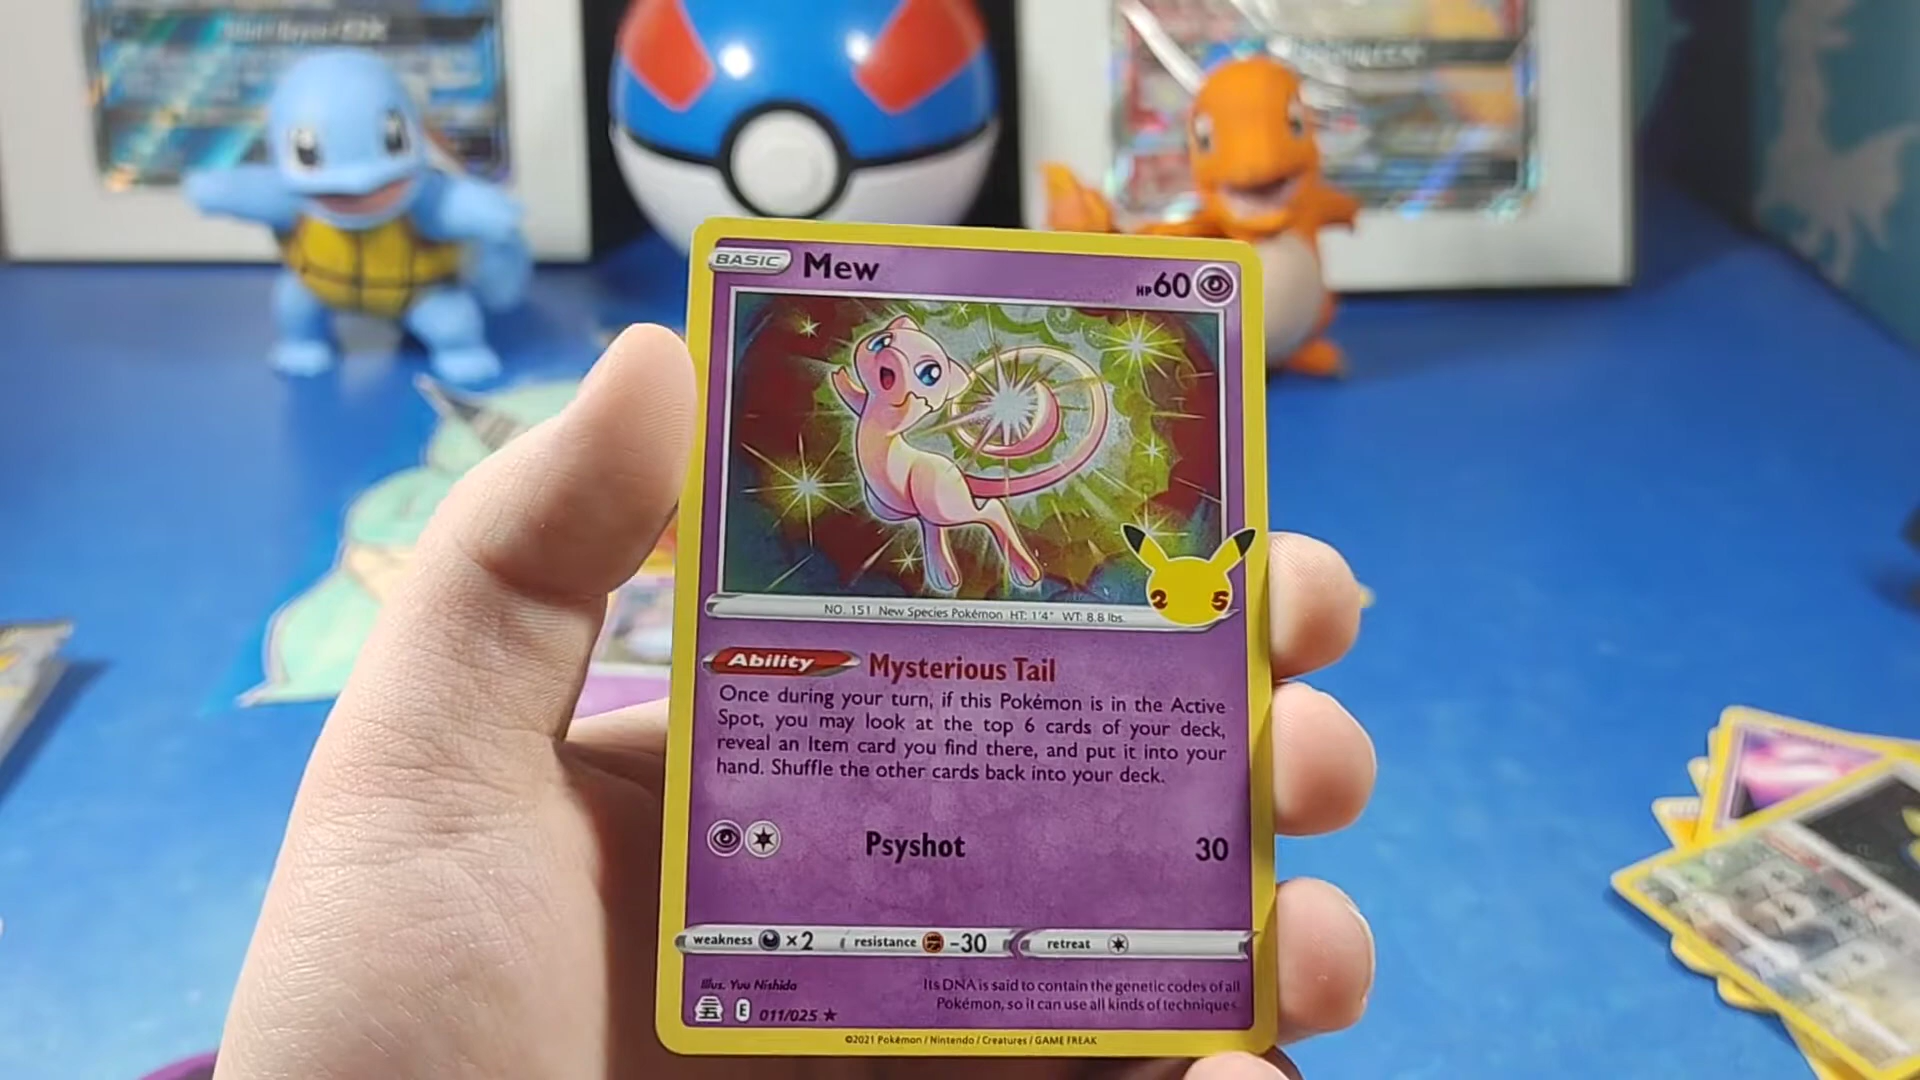 BASIC Mew HP60
NO. 151 New Species Pokémon HT: 1'4" WT: 8.8 lbs.
25
Ability Mysterious Tail
Once during your turn, if this Pokémon is in the Active
Spot, you may look at the top 6 cards of your deck,
reveal an Item card you find there, and put it into your
hand. Shuffle the other cards back into your deck.
Psyshot 30
weakness ×2 resistance -30 retreat
Illus. Yuu Nishida
Its DNA is said to contain the genetic codes of all
Pokémon, so it can use all kinds of techniques.
E 011/025
©2021 Pokémon / Nintendo / Creatures / GAME FREAK